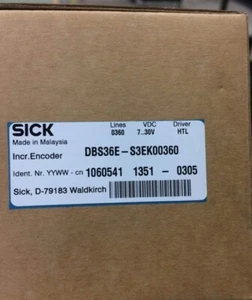 SICK Lines VDC Driver
Made in Malaysia 0360 7..30V HTL
Incr.Encoder DBS36E-S3EK00360
Ident. Nr. YYWW - cn 1060541 1351 - 0305
Sick, D-79183 Waldkirch